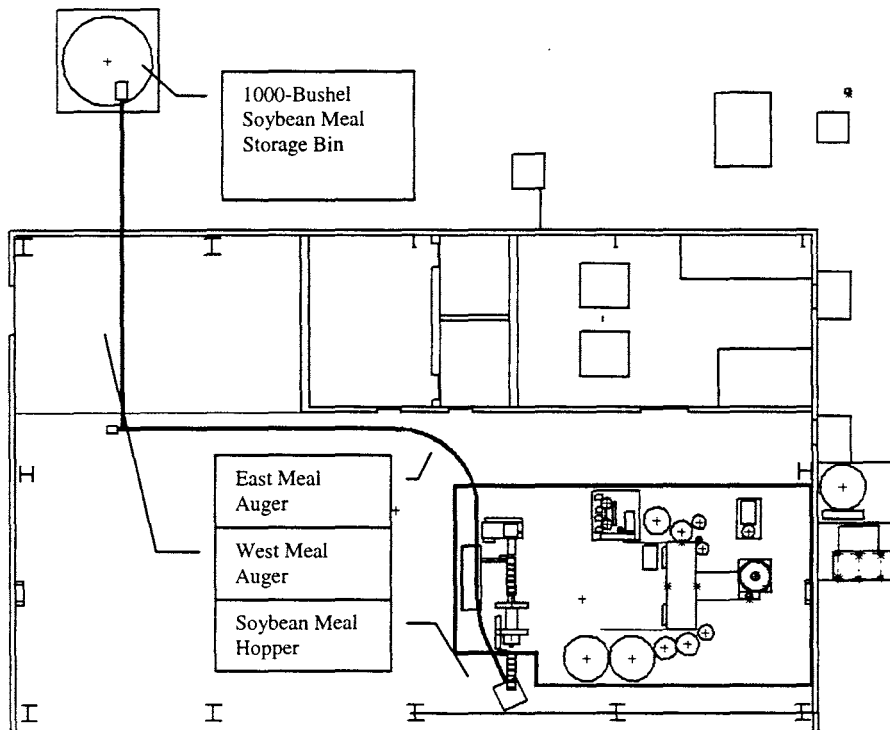 1000-Bushel
Soybean Meal
Storage Bin
East Meal
Auger
West Meal
Auger
Soybean Meal
Hopper